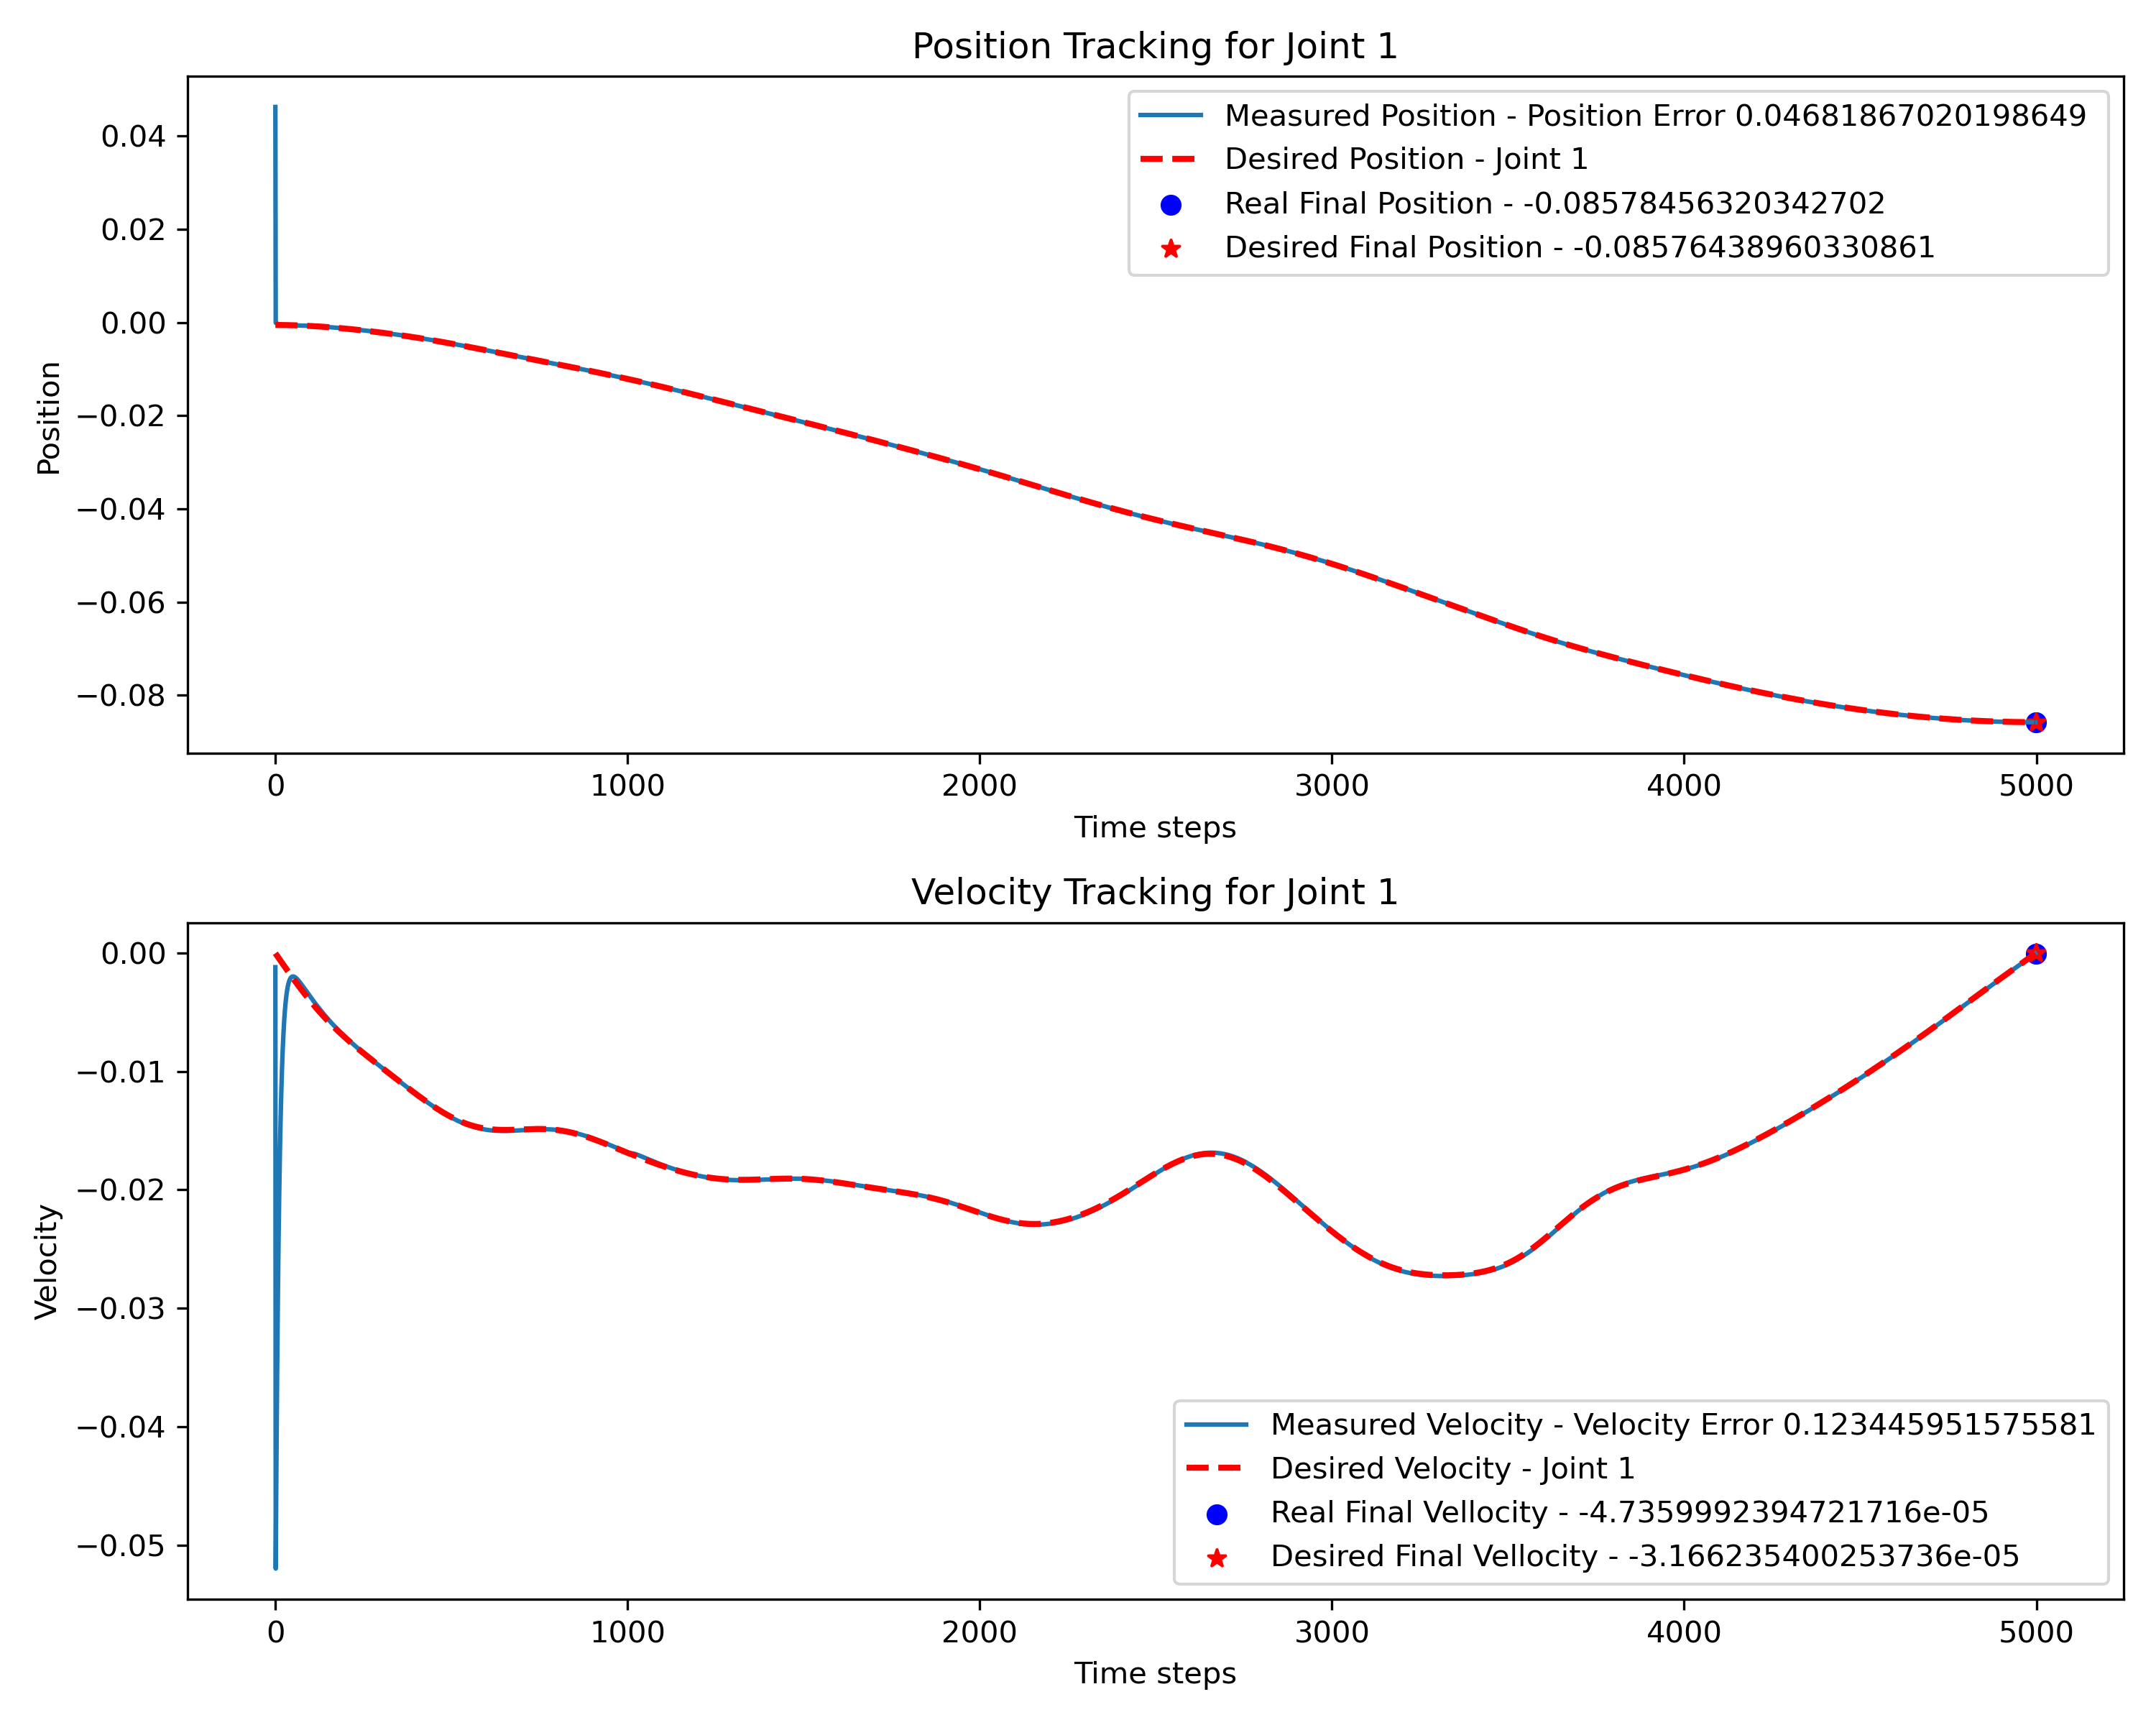 Position Tracking for Joint 1
Measured Position - Position Error 0.04681867020198649
Desired Position - Joint 1
Real Final Position - -0.08578456320342702
Desired Final Position - -0.08576438960330861
0.04
0.02
0.00
−0.02
−0.04
−0.06
−0.08
Position
0 1000 2000 3000 4000 5000
Time steps
Velocity Tracking for Joint 1
0.00
−0.01
−0.02
−0.03
−0.04
−0.05
Velocity
Measured Velocity - Velocity Error 0.123445951575581
Desired Velocity - Joint 1
Real Final Vellocity - -4.7359992394721716e-05
Desired Final Vellocity - -3.166235400253736e-05
0 1000 2000 3000 4000 5000
Time steps